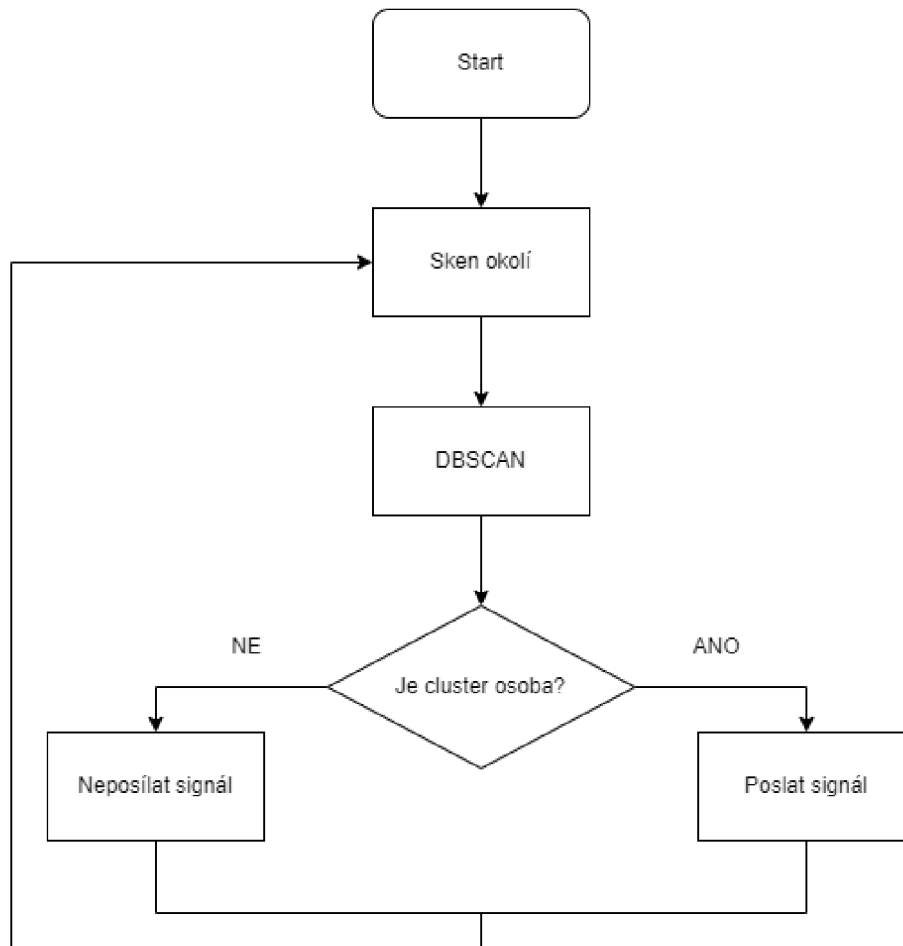 Start
Sken okolí
DBSCAN
NE
ANO
Je cluster osoba?
Neposílat signál
Poslat signál